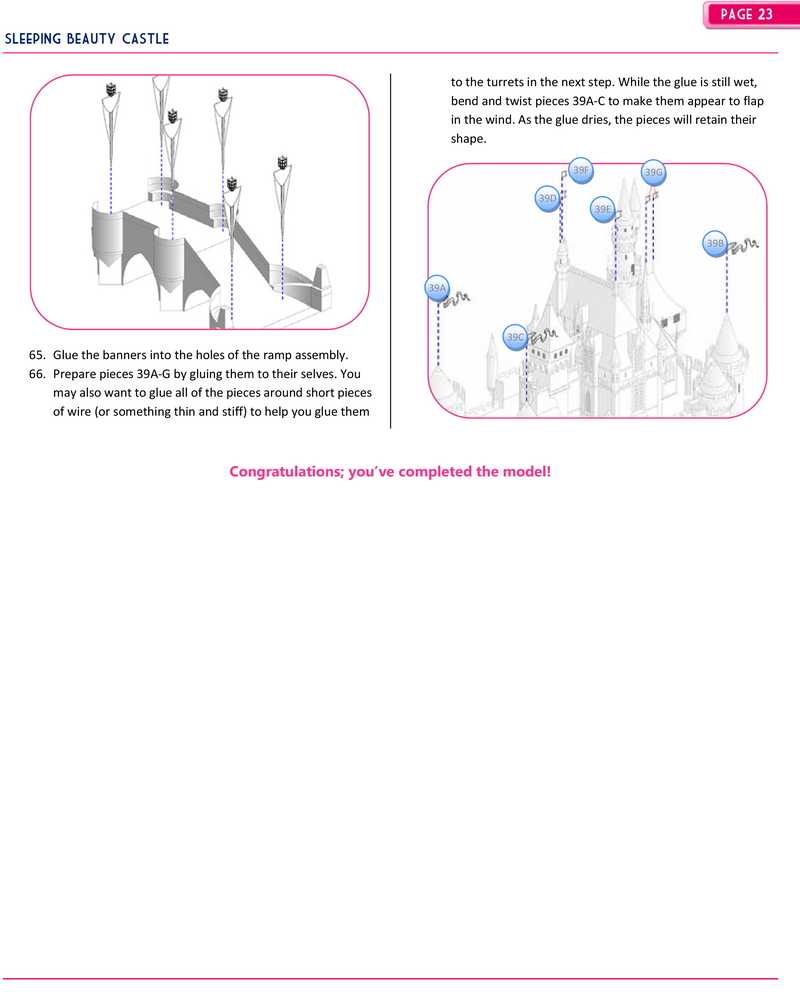 PAGE 23
SLEEPING BEAUTY CASTLE
65. Glue the banners into the holes of the ramp assembly.
66. Prepare pieces 39A-G by gluing them to their selves. You
may also want to glue all of the pieces around short pieces
of wire (or something thin and stiff) to help you glue them
to the turrets in the next step. While the glue is still wet,
bend and twist pieces 39A-C to make them appear to flap
in the wind. As the glue dries, the pieces will retain their
shape.
39F
39G
39D
39E
39B
39A
39C
Congratulations; you've completed the model!